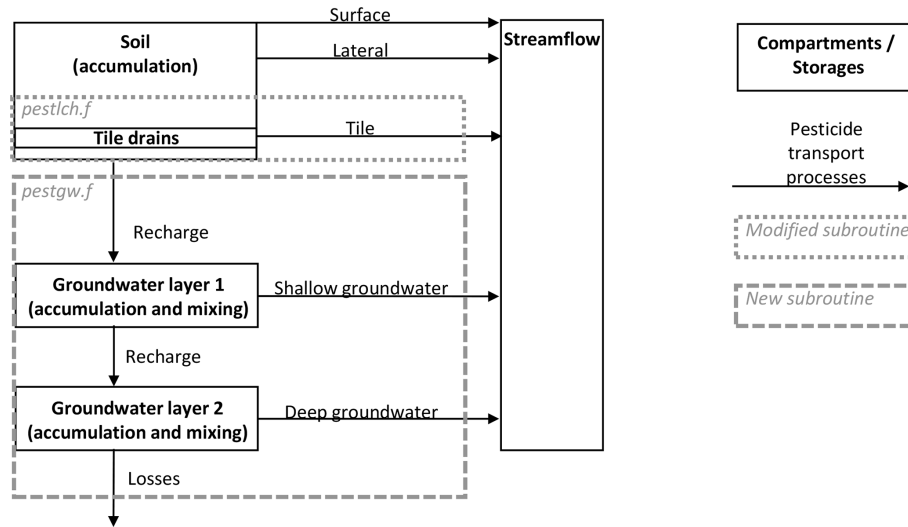 Surface
Soil
(accumulation)
Lateral
Streamflow
pestlch.f
Tile drains
Tile
pestgw.f
Recharge
Groundwater layer 1
(accumulation and mixing)
Shallow groundwater
Recharge
Groundwater layer 2
(accumulation and mixing)
Deep groundwater
Losses
Compartments /
Storages
Pesticide
transport
processes
Modified subroutine
New subroutine